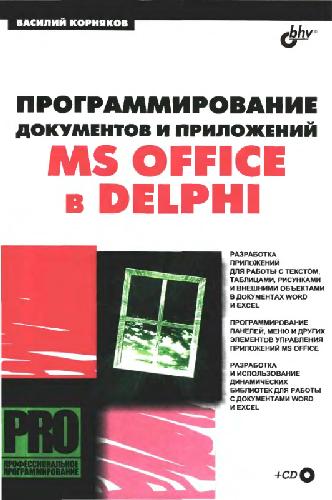 ВАСИЛИЙ КОРНЯКОВ
bhv®
ПРОГРАММИРОВАНИЕ
ДОКУМЕНТОВ И ПРИЛОЖЕНИЙ
MS OFFICE
В DELPHI
РАЗРАБОТКА
ПРИЛОЖЕНИЙ
ДЛЯ РАБОТЫ С ТЕКСТОМ,
ТАБЛИЦАМИ, РИСУНКАМИ
И ВНЕШНИМИ ОБЪЕКТАМИ
В ДОКУМЕНТАХ WORD
И EXCEL
ПРОГРАММИРОВАНИЕ
ПАНЕЛЕЙ, МЕНЮ И ДРУГИХ
ЭЛЕМЕНТОВ УПРАВЛЕНИЯ
ПРИЛОЖЕНИЙ MS OFFICE
РАЗРАБОТКА
И ИСПОЛЬЗОВАНИЕ
ДИНАМИЧЕСКИХ
БИБЛИОТЕК ДЛЯ РАБОТЫ
С ДОКУМЕНТАМИ WORD
И EXCEL
PRO
ПРОФЕССИОНАЛЬНОЕ
ПРОГРАММИРОВАНИЕ
+CD